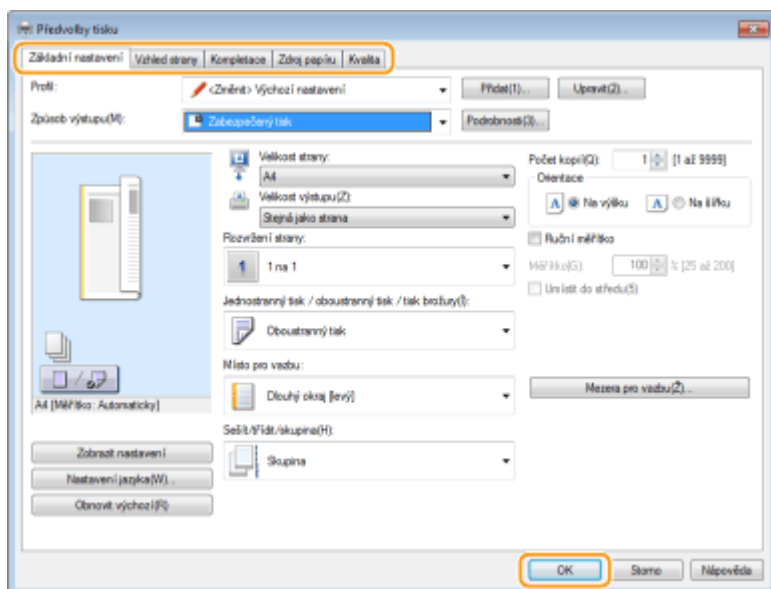 Předvolby tisku
Základní nastavení Vzhled strany Kompletace Zdroj papíru Kvalita
Profil: <Změnit> Výchozí nastavení Přidat(1)... Upravit(2)...
Způsob výstupu(M): Zabezpečený tisk Podrobnosti(3)...
Velikost strany: Počet kopií(Q): 1 [1 až 9999]
A4 Orientace
Velikost výstupu(Z): A Na výšku A Na šířku
Stejná jako strana
Rozvržení strany: Ruční měřítko
1 1 na 1 Měřítko(G): 100 % [25 až 200]
Umístit do středu(5)
Jednostranný tisk / oboustranný tisk / tisk brožury(I):
Oboustranný tisk
Místo pro vazbu:
Dlouhý okraj [levý] Mezera pro vazbu(Ž)...
A4 [Měřítko: Automaticky]
Sešít/třídit/skupina(H):
Zobrazit nastavení
Skupina
Nastavení jazyka(W)...
Obnovit výchozí(R)
OK Storno Nápověda